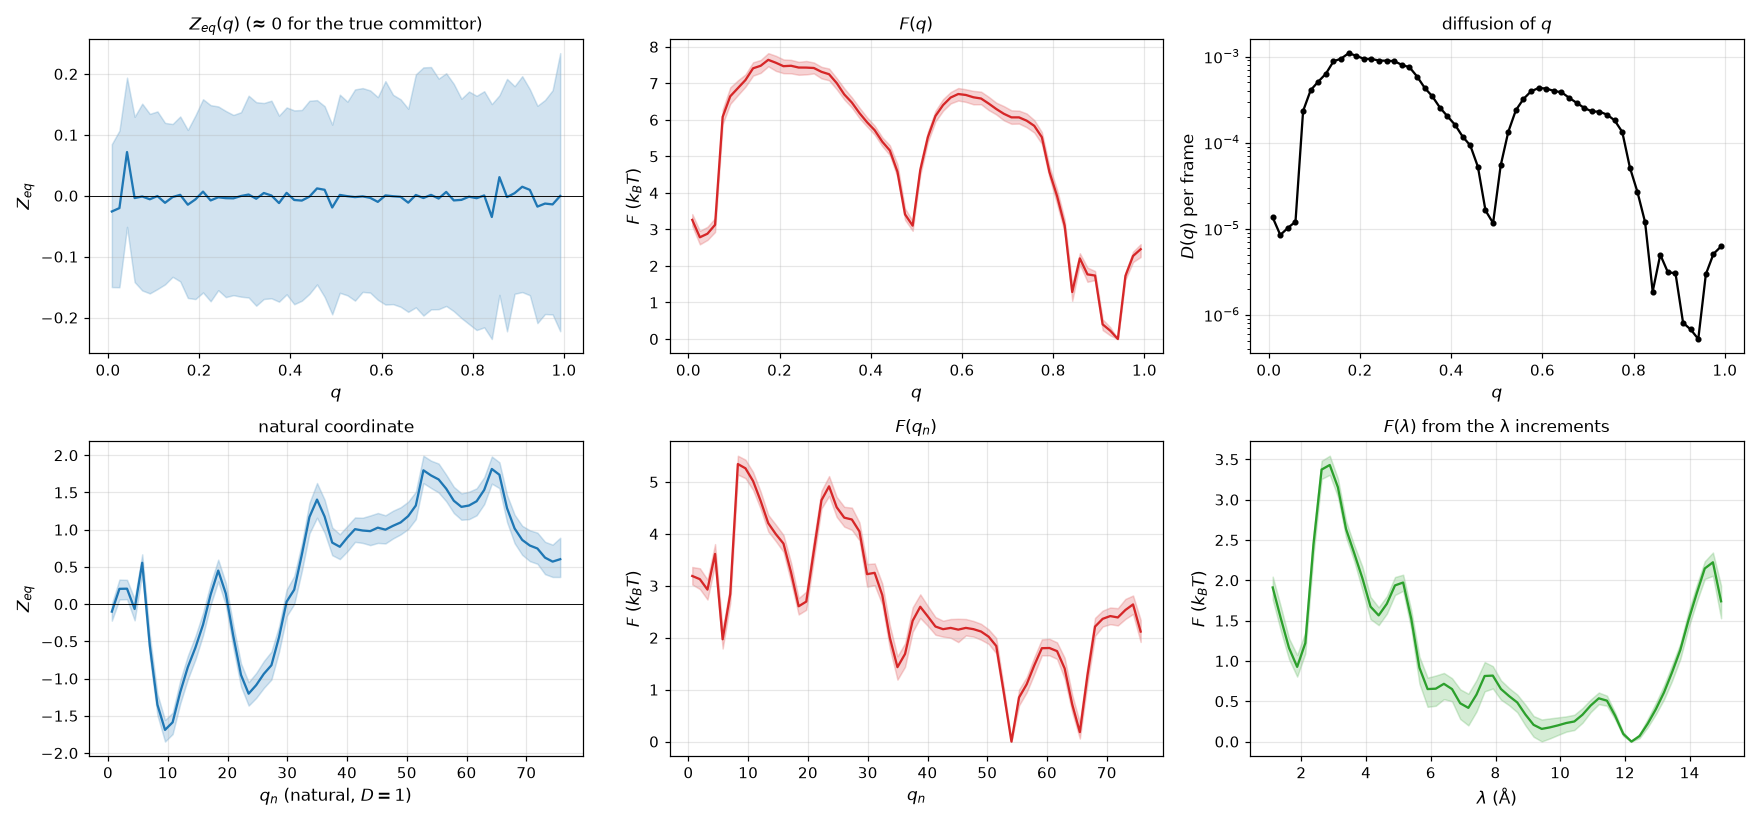 Z_eq(q) (≈ 0 for the true committor)
0.2
0.1
0.0
−0.1
−0.2
Z_eq
0.0 0.2 0.4 0.6 0.8 1.0
q
F(q)
8
7
6
5
4
3
2
1
0
F (k_BT)
0.0 0.2 0.4 0.6 0.8 1.0
q
diffusion of q
10⁻³
10⁻⁴
10⁻⁵
10⁻⁶
D(q) per frame
0.0 0.2 0.4 0.6 0.8 1.0
q
natural coordinate
2.0
1.5
1.0
0.5
0.0
−0.5
−1.0
−1.5
−2.0
Z_eq
0 10 20 30 40 50 60 70
q_n (natural, D = 1)
F(q_n)
5
4
3
2
1
0
F (k_BT)
0 10 20 30 40 50 60 70
q_n
F(λ) from the λ increments
3.5
3.0
2.5
2.0
1.5
1.0
0.5
0.0
F (k_BT)
2 4 6 8 10 12 14
λ (Å)